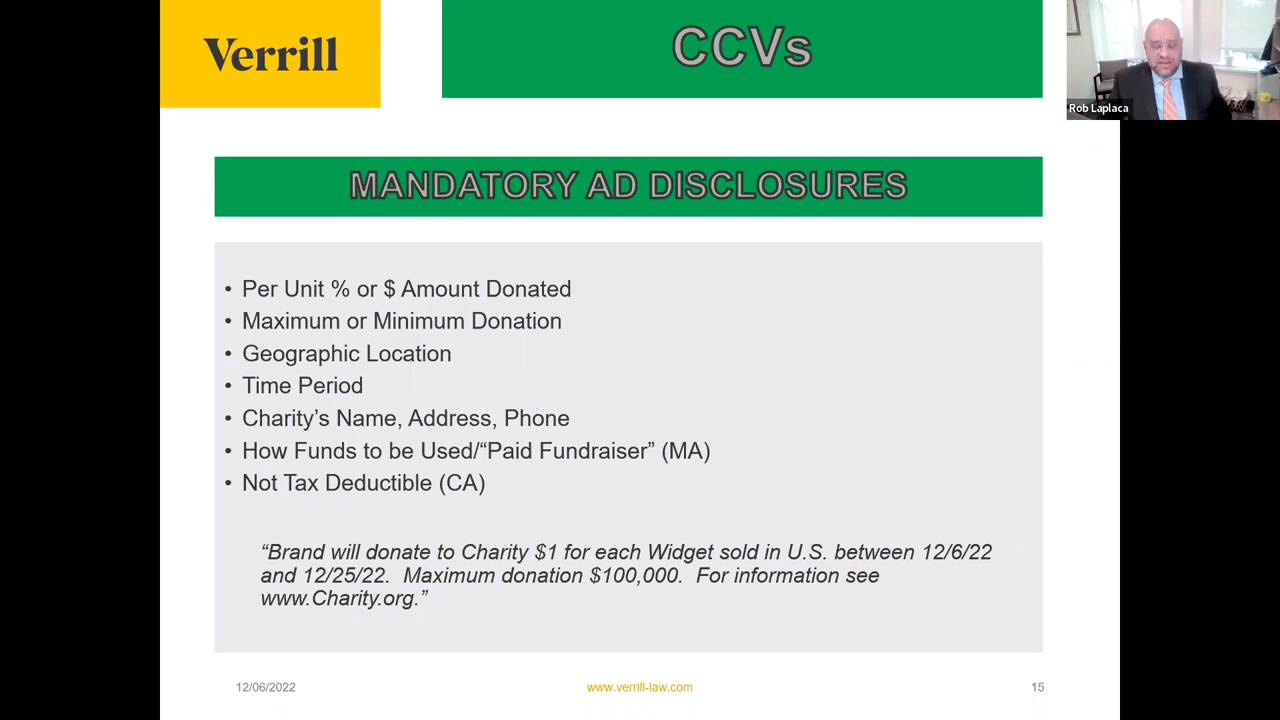 Verrill
CCVs
Rob Laplaca
MANDATORY AD DISCLOSURES
• Per Unit % or $ Amount Donated
• Maximum or Minimum Donation
• Geographic Location
• Time Period
• Charity’s Name, Address, Phone
• How Funds to be Used/“Paid Fundraiser” (MA)
• Not Tax Deductible (CA)
“Brand will donate to Charity $1 for each Widget sold in U.S. between 12/6/22
and 12/25/22.  Maximum donation $100,000.  For information see
www.Charity.org.”
12/06/2022
www.verrill-law.com
15